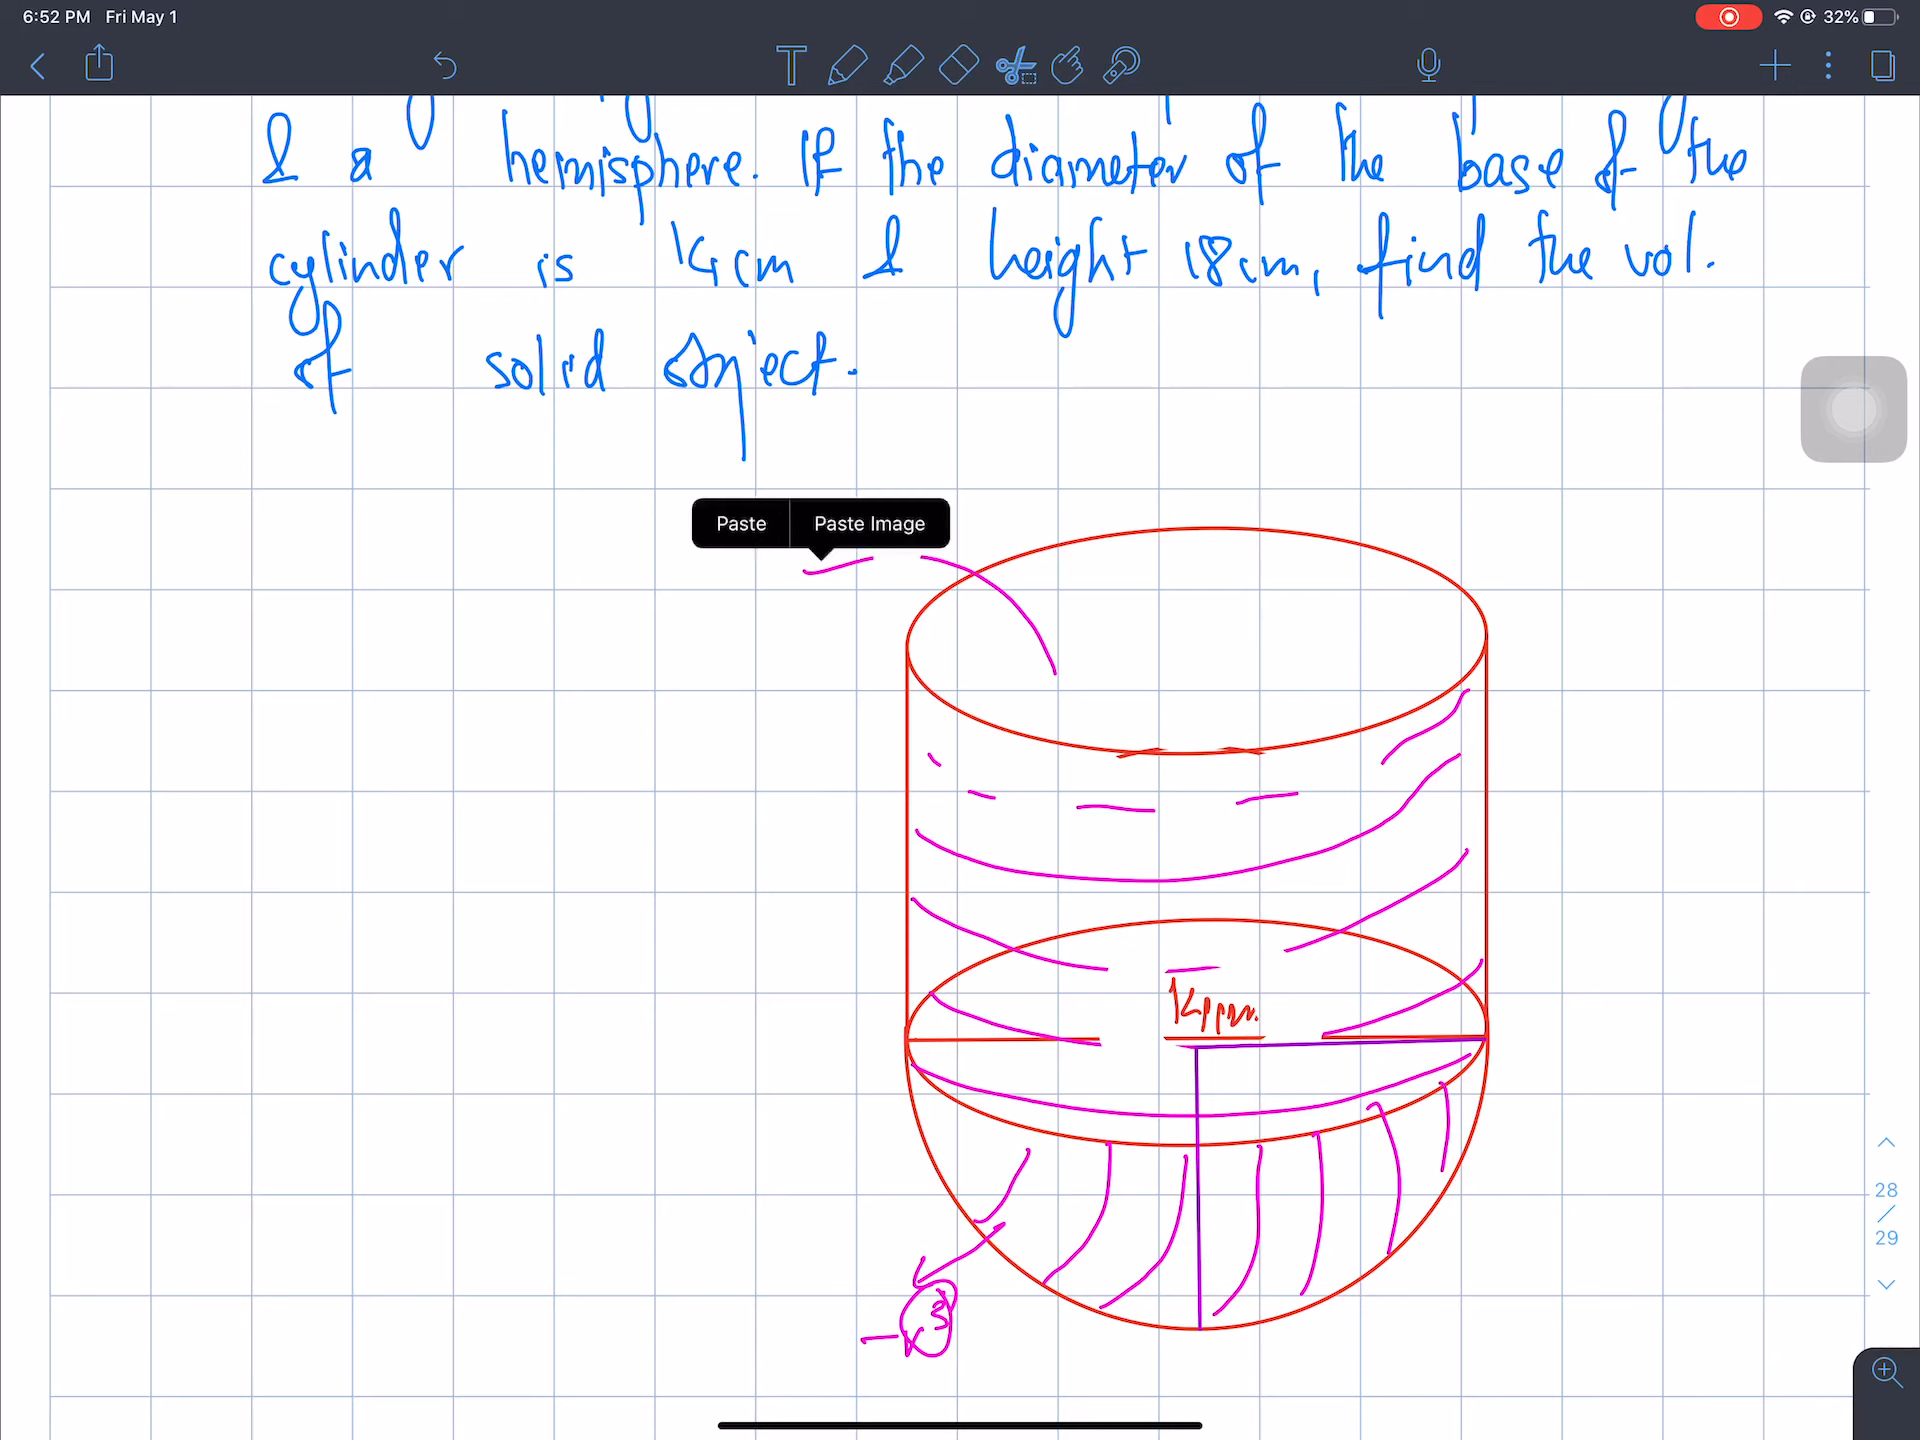 6:52 PM Fri May 1
32%
& a hemisphere. If the diameter of the base of the
cylinder is 14cm & height 18cm, find the vol.
of solid object.
Paste Paste Image
14cm.
28
/
29